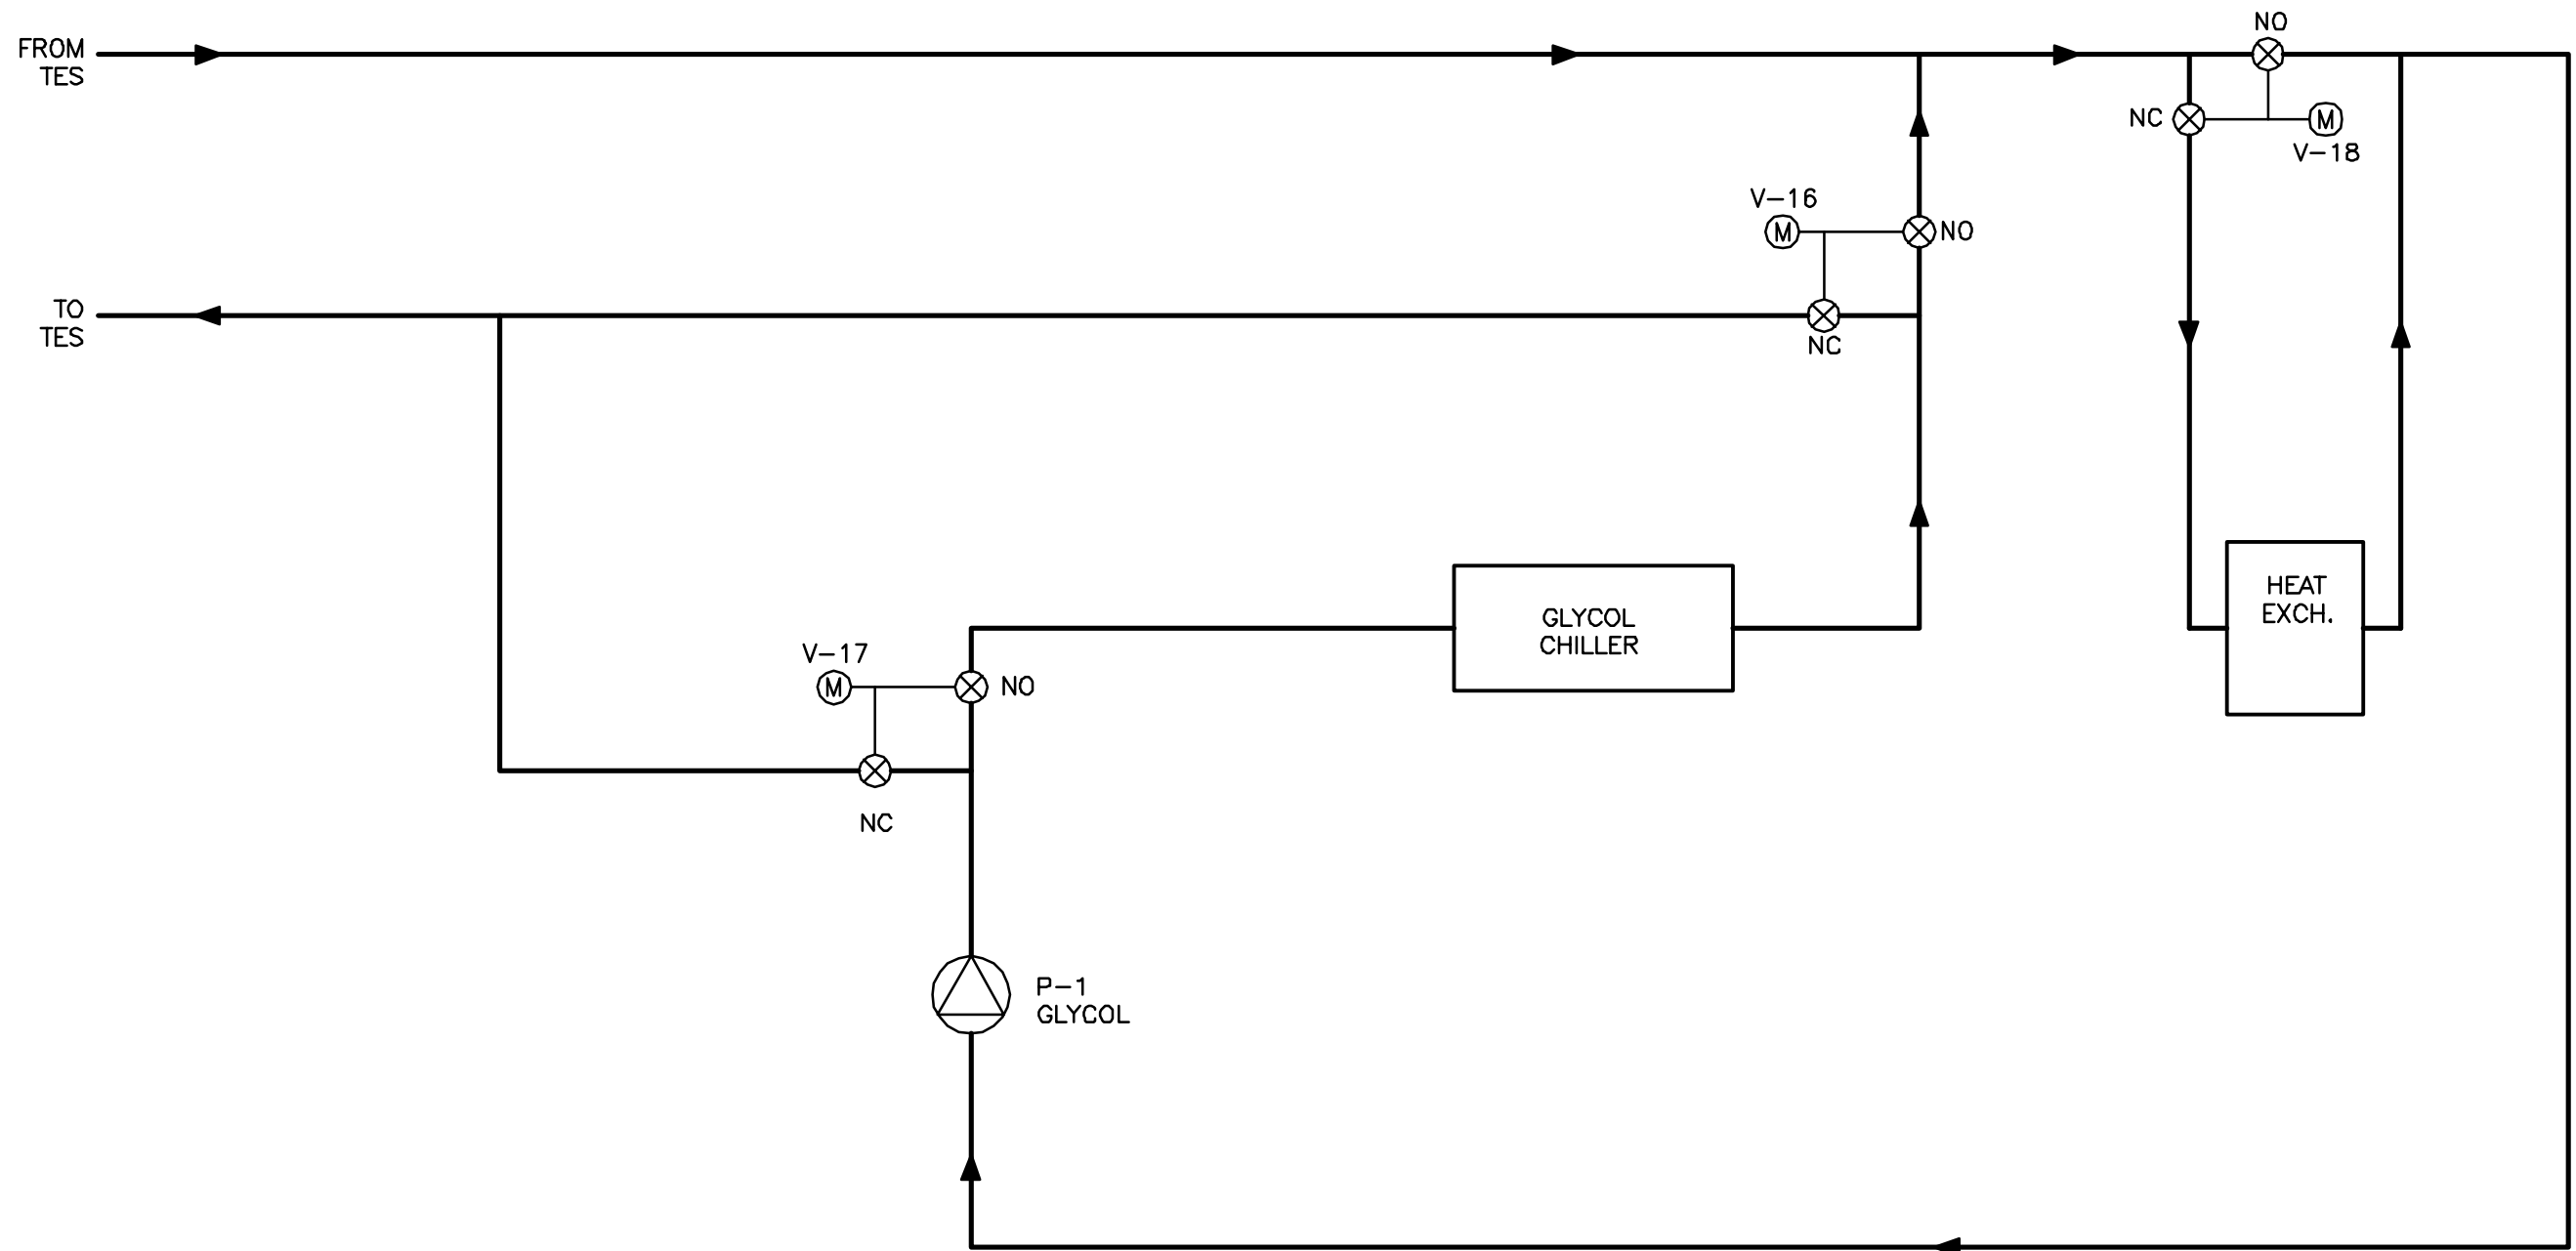 NO
FROM
TES
NC
M
V-18
V-16
M
NO
TO
TES
NC
HEAT
EXCH.
GLYCOL
CHILLER
V-17
M
NO
NC
P-1
GLYCOL